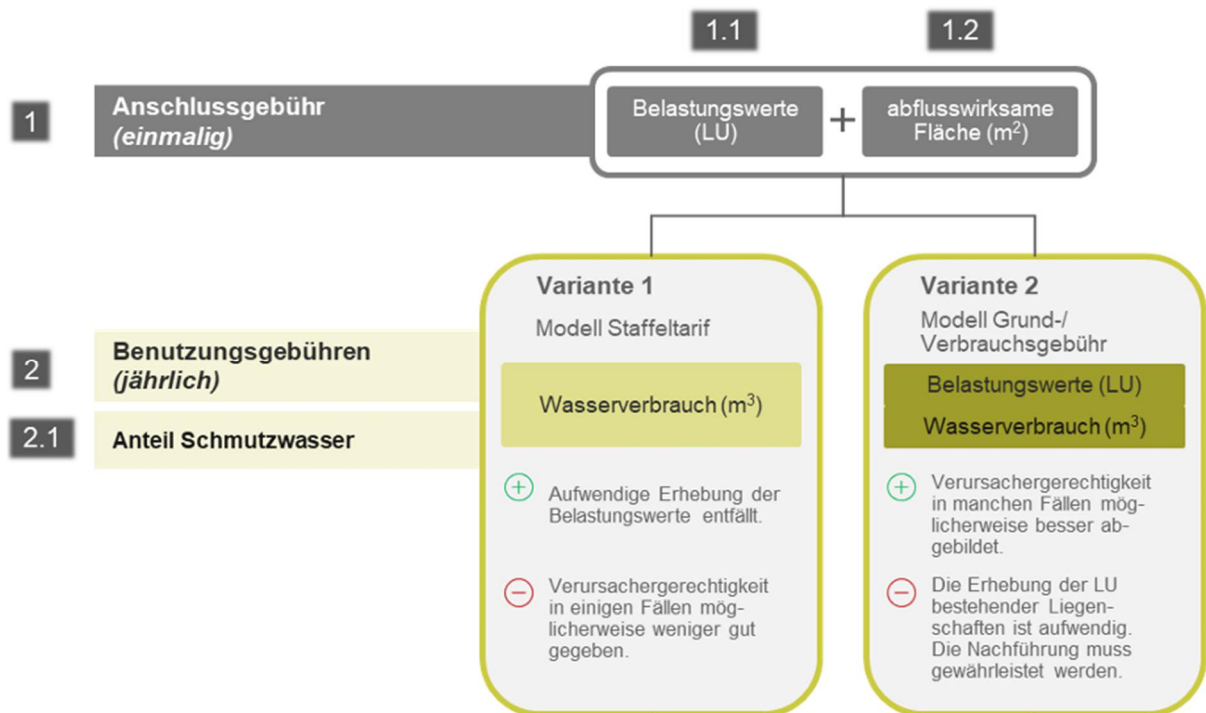 1.1
1.2
1
Anschlussgebühr
(einmalig)
Belastungswerte
(LU)
+
abflusswirksame
Fläche (m²)
Variante 1
Modell Staffeltarif
Variante 2
Modell Grund-/
Verbrauchsgebühr
2
Benutzungsgebühren
(jährlich)
2.1
Anteil Schmutzwasser
Wasserverbrauch (m³)
Belastungswerte (LU)
Wasserverbrauch (m³)
Aufwendige Erhebung der
Belastungswerte entfällt.
Verursachergerechtigkeit
in einigen Fällen mög-
licherweise weniger gut
gegeben.
Verursachergerechtigkeit
in manchen Fällen mög-
licherweise besser ab-
gebildet.
Die Erhebung der LU
bestehender Liegen-
schaften ist aufwendig.
Die Nachführung muss
gewährleistet werden.